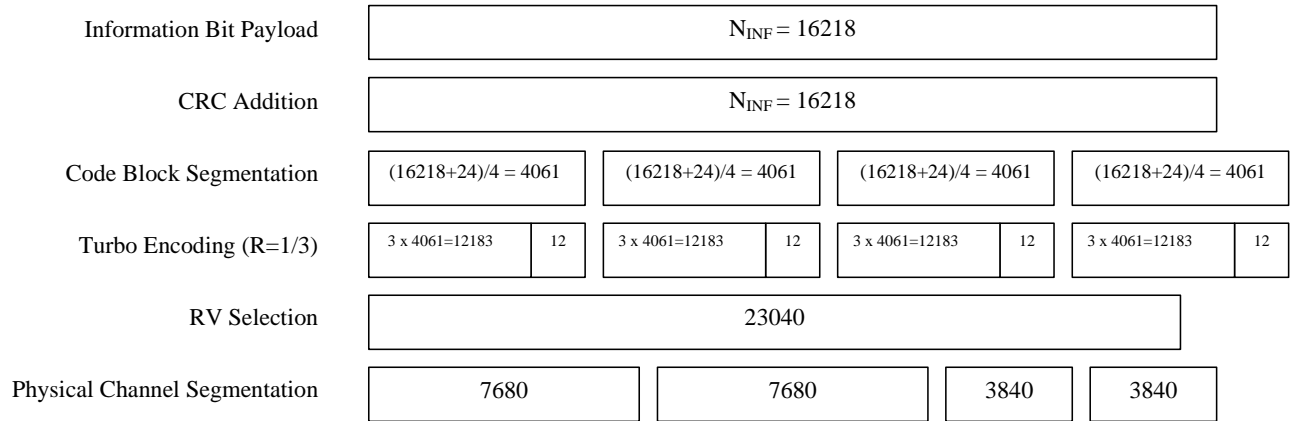 Information Bit Payload N_INF = 16218
CRC Addition N_INF = 16218
Code Block Segmentation (16218+24)/4 = 4061 (16218+24)/4 = 4061 (16218+24)/4 = 4061 (16218+24)/4 = 4061
Turbo Encoding (R=1/3) 3 x 4061=12183 12 3 x 4061=12183 12 3 x 4061=12183 12 3 x 4061=12183 12
RV Selection 23040
Physical Channel Segmentation 7680 7680 3840 3840